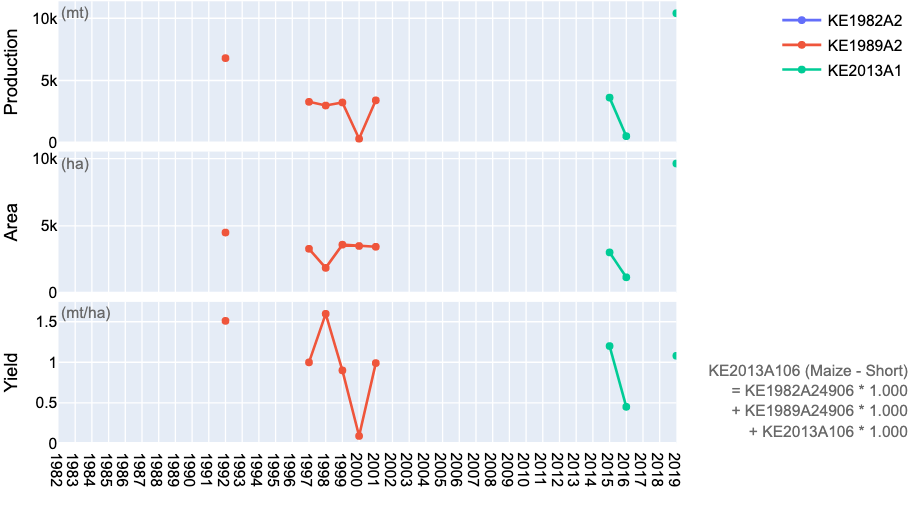 Production
(mt)
10k
5k
0
Area
(ha)
10k
5k
0
Yield
(mt/ha)
1.5
1
0.5
0
1982
1983
1984
1985
1986
1987
1988
1989
1990
1991
1992
1993
1994
1995
1996
1997
1998
1999
2000
2001
2002
2003
2004
2005
2006
2007
2008
2009
2010
2011
2012
2013
2014
2015
2016
2017
2018
2019
KE1982A2
KE1989A2
KE2013A1
KE2013A106 (Maize - Short)
= KE1982A24906 * 1.000
+ KE1989A24906 * 1.000
+ KE2013A106 * 1.000